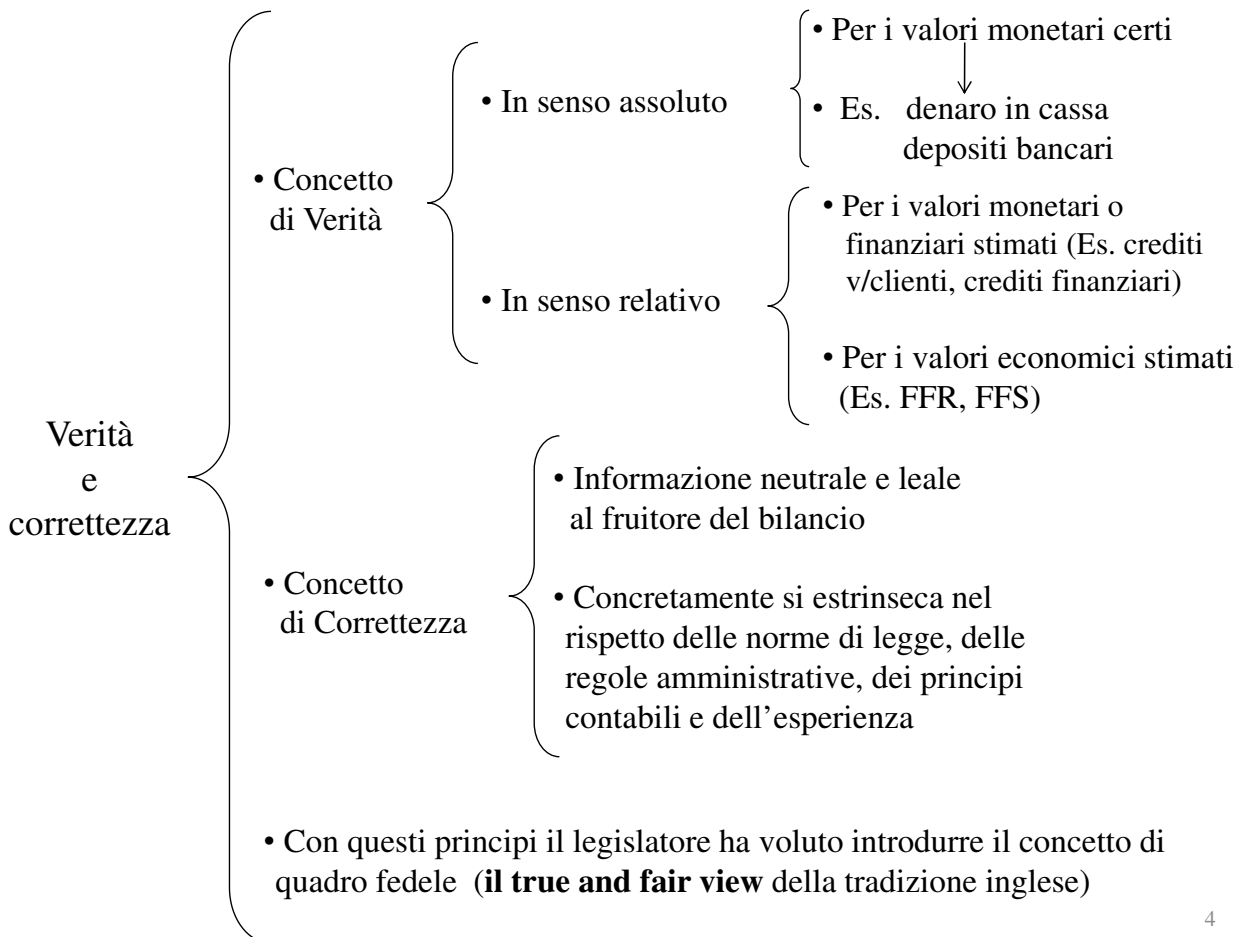 Verità
e
correttezza
• Concetto
di Verità
• In senso assoluto
• Per i valori monetari certi
• Es. denaro in cassa
depositi bancari
• In senso relativo
• Per i valori monetari o
finanziari stimati (Es. crediti
v/clienti, crediti finanziari)
• Per i valori economici stimati
(Es. FFR, FFS)
• Concetto
di Correttezza
• Informazione neutrale e leale
al fruitore del bilancio
• Concretamente si estrinseca nel
rispetto delle norme di legge, delle
regole amministrative, dei principi
contabili e dell’esperienza
• Con questi principi il legislatore ha voluto introdurre il concetto di
quadro fedele (il true and fair view della tradizione inglese)
4